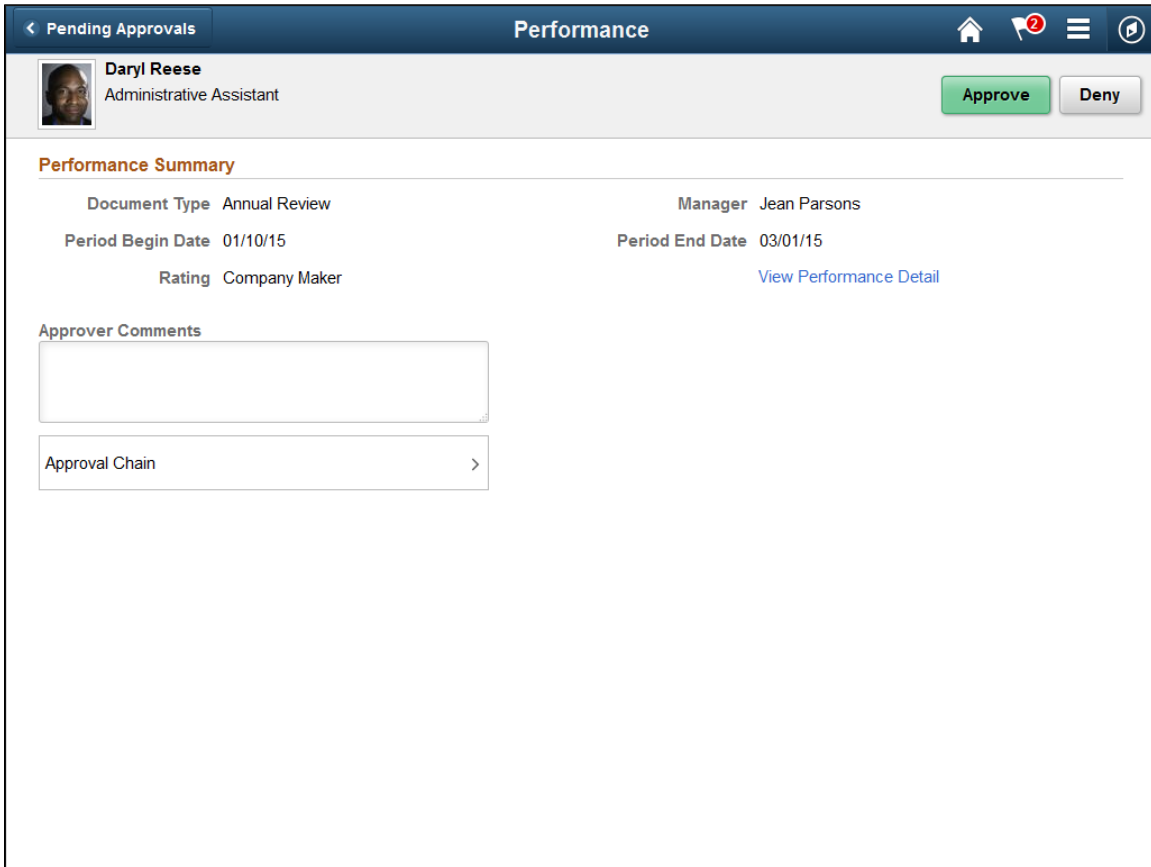 Pending Approvals
Performance
2
Daryl Reese
Administrative Assistant
Approve
Deny
Performance Summary
Document Type Annual Review
Manager Jean Parsons
Period Begin Date 01/10/15
Period End Date 03/01/15
Rating Company Maker
View Performance Detail
Approver Comments
Approval Chain